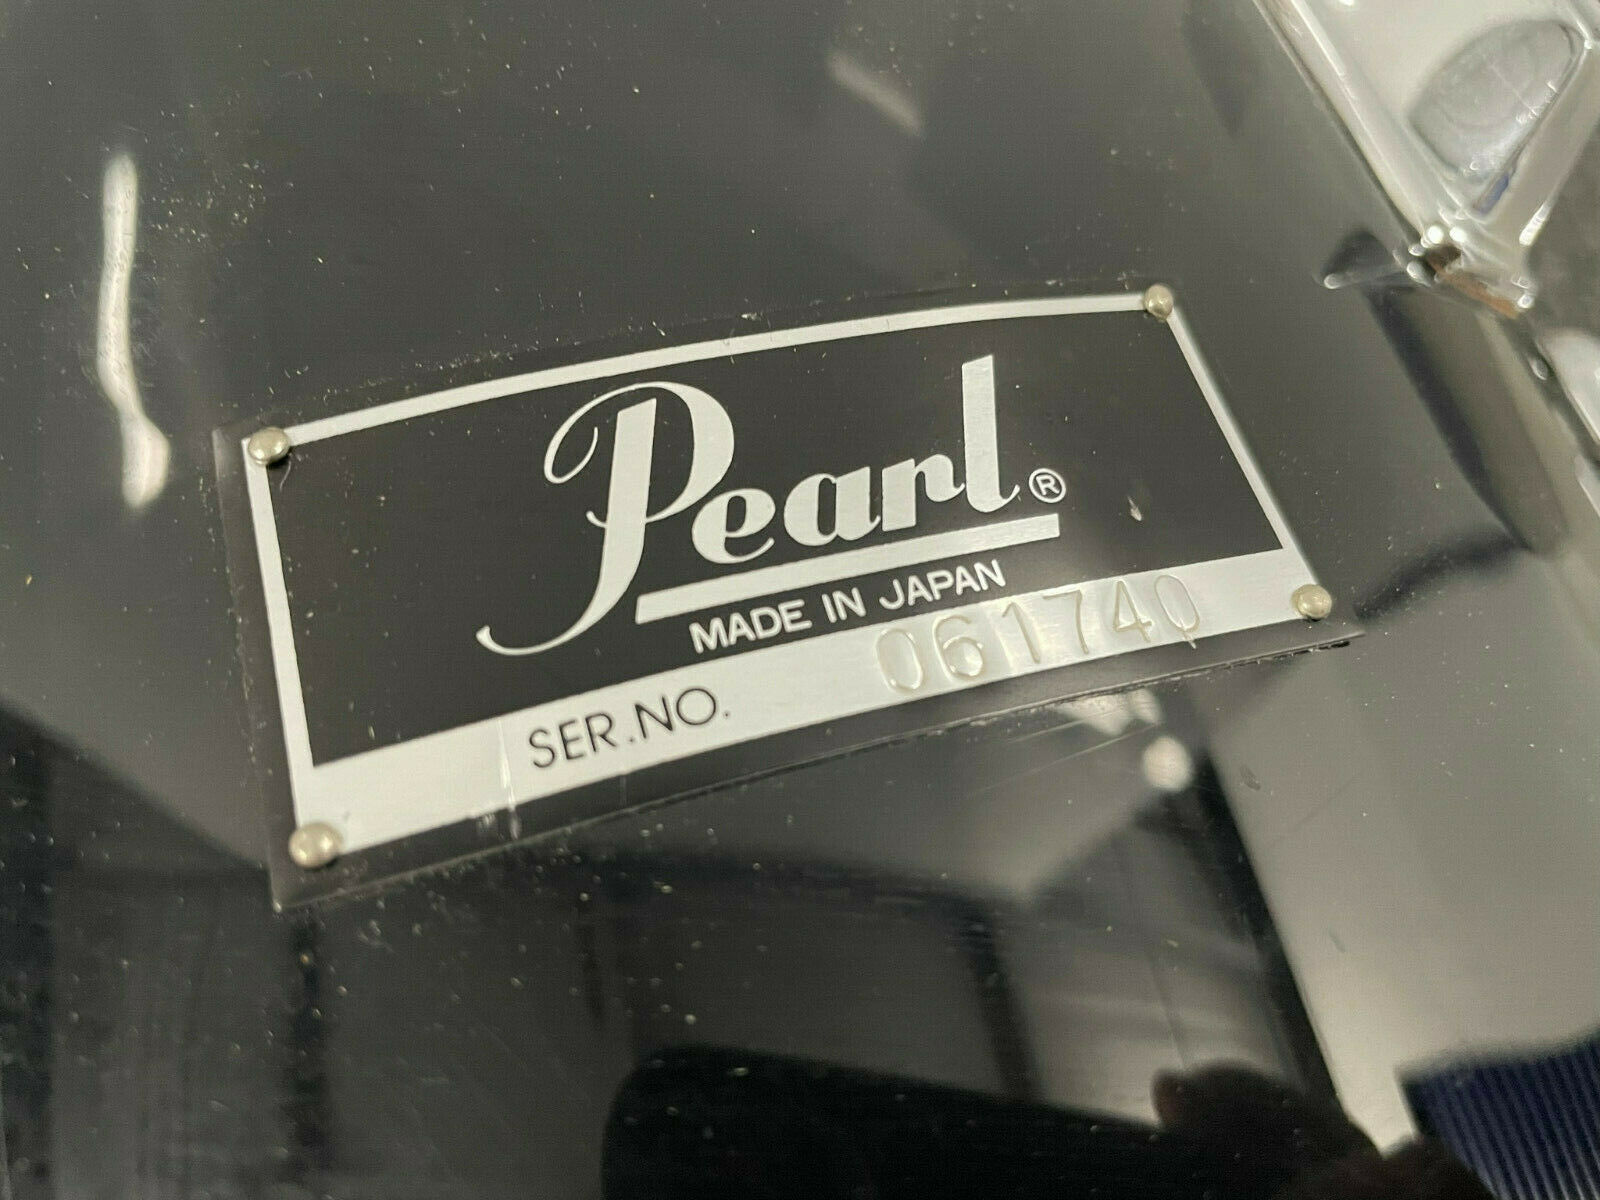 Pearl®
MADE IN JAPAN
SER.NO. 061740